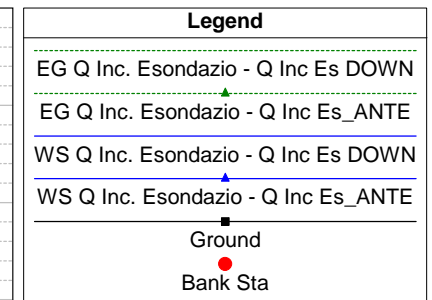 Legend
EG Q Inc. Esondazio - Q Inc Es DOWN
EG Q Inc. Esondazio - Q Inc Es_ANTE
WS Q Inc. Esondazio - Q Inc Es DOWN
WS Q Inc. Esondazio - Q Inc Es_ANTE
Ground
Bank Sta